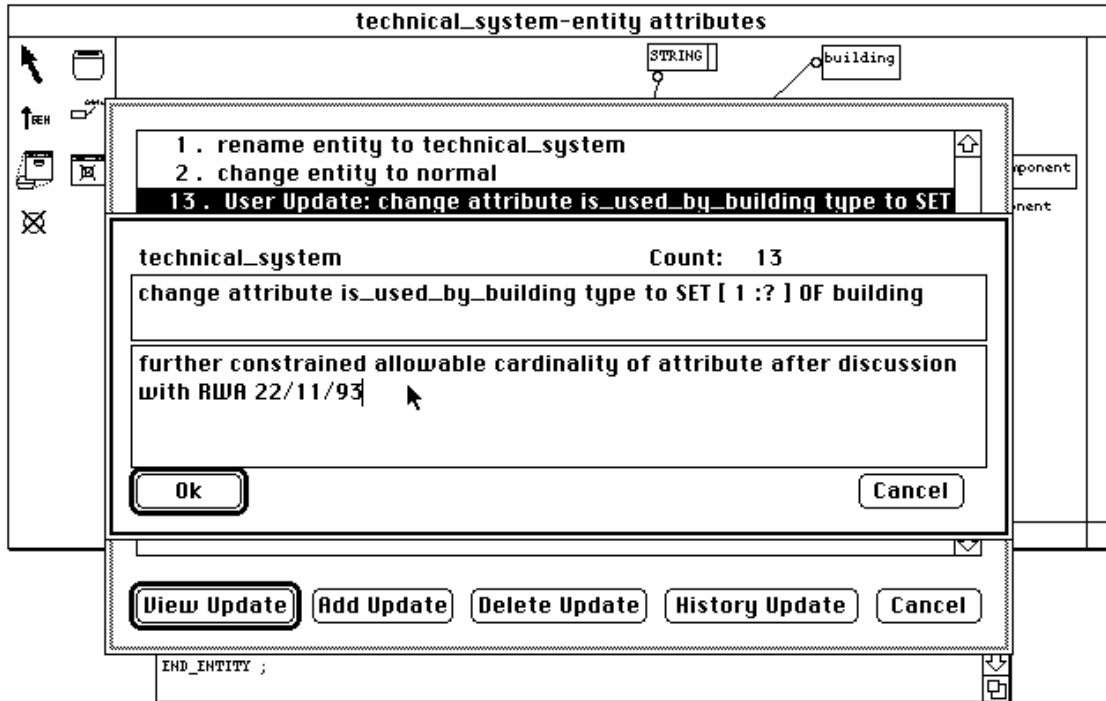 technical_system-entity attributes
STRING
building
GEN
mponent
nent
1 . rename entity to technical_system
2 . change entity to normal
13 . User Update: change attribute is_used_by_building type to SET
technical_system Count: 13
change attribute is_used_by_building type to SET [ 1 :? ] OF building
further constrained allowable cardinality of attribute after discussion
with RWA 22/11/93
Ok Cancel
View Update Add Update Delete Update History Update Cancel
END_ENTITY ;